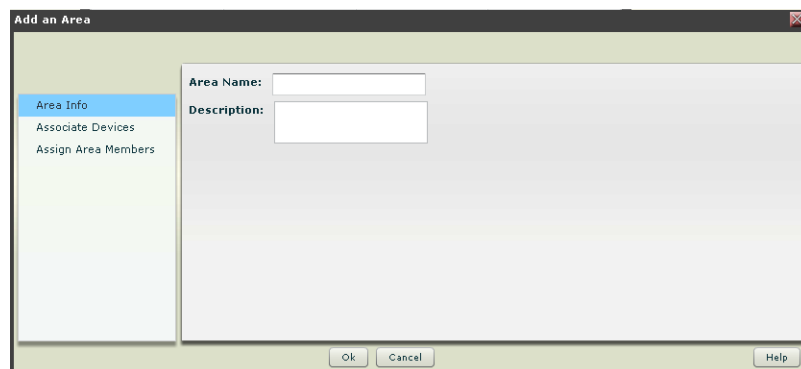 Add an Area
Area Name:
Area Info
Description:
Associate Devices
Assign Area Members
Ok Cancel Help